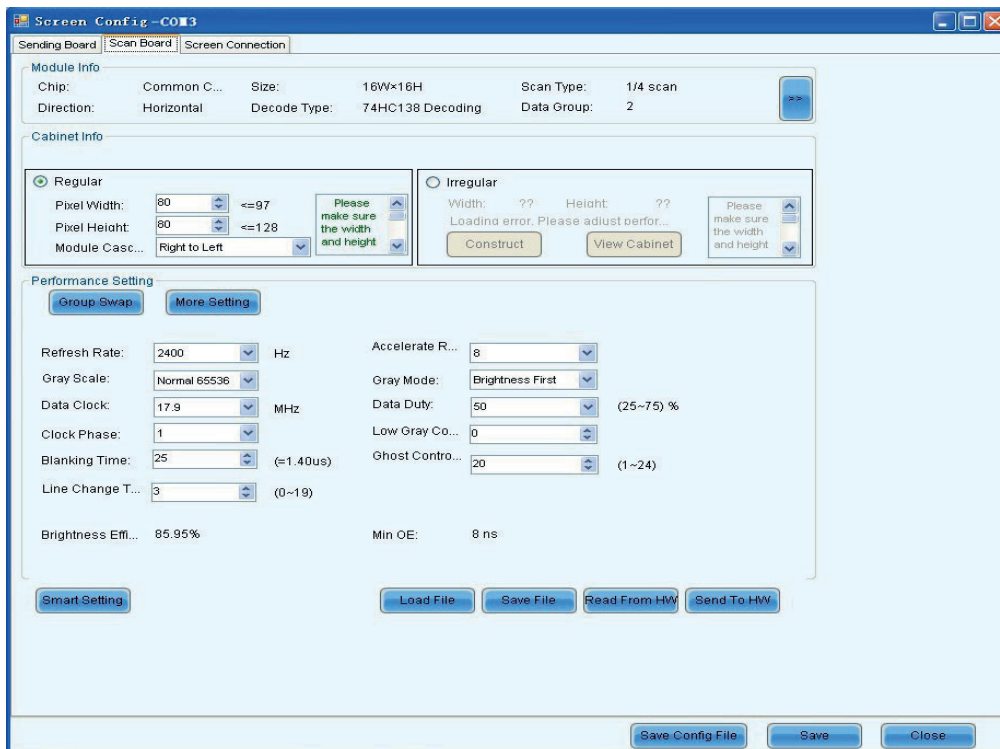 Screen Config-COM3
Sending Board Scan Board Screen Connection
Module Info
Chip: Common C... Size: 16W×16H Scan Type: 1/4 scan
Direction: Horizontal Decode Type: 74HC138 Decoding Data Group: 2
>>
Cabinet Info
Regular
Pixel Width: 80 <=97
Pixel Height: 80 <=128
Module Casc... Right to Left
Please
make sure
the width
and height
Irregular
Width: ?? Height: ??
Loading error. Please adjust perfor...
Construct View Cabinet
Please
make sure
the width
and height
Performance Setting
Group Swap More Setting
Refresh Rate: 2400 Hz Accelerate R... 8
Gray Scale: Normal 65536 Gray Mode: Brightness First
Data Clock: 17.9 MHz Data Duty: 50 (25~75) %
Clock Phase: 1 Low Gray Co... 0
Blanking Time: 25 (=1.40us) Ghost Contro... 20 (1~24)
Line Change T... 3 (0~19)
Brightness Effi... 85.95% Min OE: 8 ns
Smart Setting Load File Save File Read From HW Send To HW
Save Config File Save Close